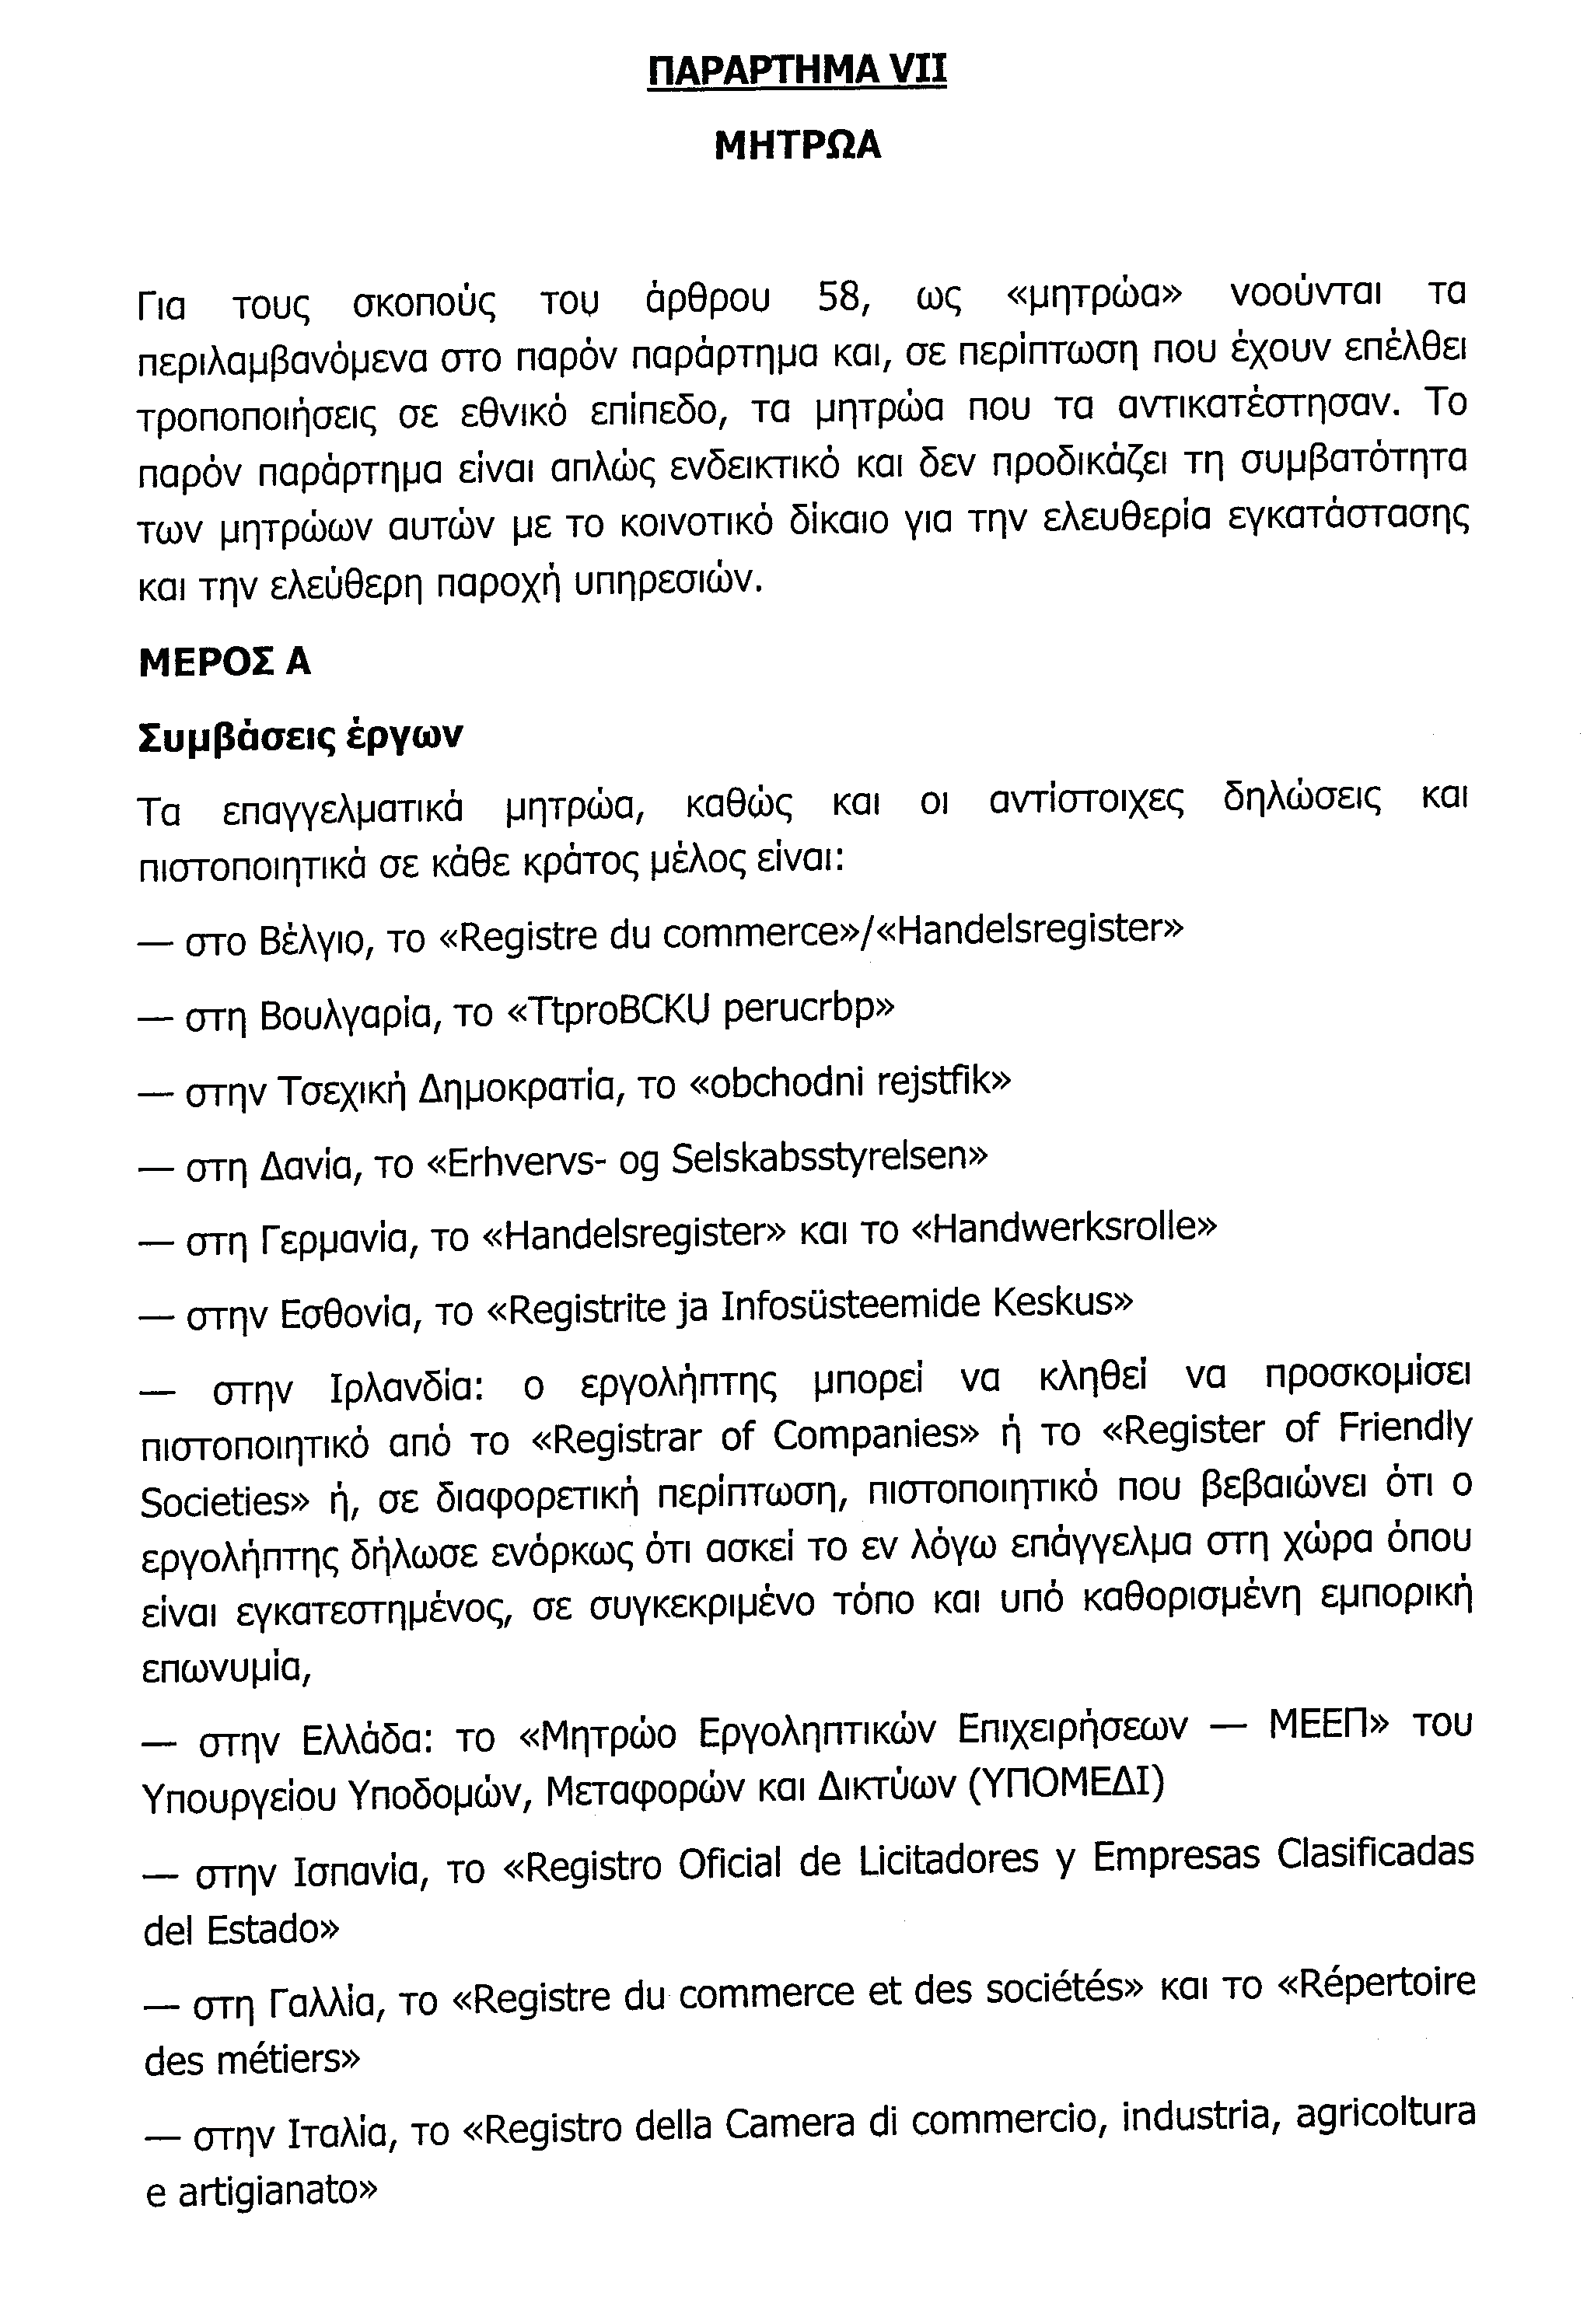 ΠΑΡΑΡΤΗΜΑ VII
ΜΗΤΡΩΑ
Για τους σκοπούς του άρθρου 58, ως «μητρώα» νοούνται τα
περιλαμβανόμενα στο παρόν παράρτημα και, σε περίπτωση που έχουν επέλθει
τροποποιήσεις σε εθνικό επίπεδο, τα μητρώα που τα αντικατέστησαν. Το
παρόν παράρτημα είναι απλώς ενδεικτικό και δεν προδικάζει τη συμβατότητα
των μητρώων αυτών με το κοινοτικό δίκαιο για την ελευθερία εγκατάστασης
και την ελεύθερη παροχή υπηρεσιών.
ΜΕΡΟΣ Α
Συμβάσεις έργων
Τα επαγγελματικά μητρώα, καθώς και οι αντίστοιχες δηλώσεις και
πιστοποιητικά σε κάθε κράτος μέλος είναι:
— στο Βέλγιο, το «Registre du commerce»/«Handelsregister»
— στη Βουλγαρία, το «TtproBCKU perucrbp»
— στην Τσεχική Δημοκρατία, το «obchodni rejstfik»
— στη Δανία, το «Erhvervs- og Selskabsstyrelsen»
— στη Γερμανία, το «Handelsregister» και το «Handwerksrolle»
— στην Εσθονία, το «Registrite ja Infosüsteemide Keskus»
— στην Ιρλανδία: ο εργολήπτης μπορεί να κληθεί να προσκομίσει
πιστοποιητικό από το «Registrar of Companies» ή το «Register of Friendly
Societies» ή, σε διαφορετική περίπτωση, πιστοποιητικό που βεβαιώνει ότι ο
εργολήπτης δήλωσε ενόρκως ότι ασκεί το εν λόγω επάγγελμα στη χώρα όπου
είναι εγκατεστημένος, σε συγκεκριμένο τόπο και υπό καθορισμένη εμπορική
επωνυμία,
— στην Ελλάδα: το «Μητρώο Εργοληπτικών Επιχειρήσεων — ΜΕΕΠ» του
Υπουργείου Υποδομών, Μεταφορών και Δικτύων (ΥΠΟΜΕΔΙ)
— στην Ισπανία, το «Registro Oficial de Licitadores y Empresas Clasificadas
del Estado»
— στη Γαλλία, το «Registre du commerce et des sociétés» και το «Répertoire
des métiers»
— στην Ιταλία, το «Registro della Camera di commercio, industria, agricoltura
e artigianato»